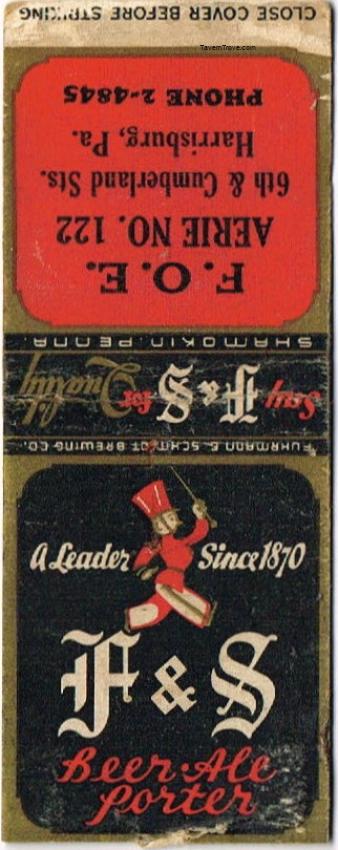 CLOSE COVER BEFORE STRIKING
TavernTrove.com
F.O.E.
AERIE NO. 122
6th & Cumberland Sts.
Harrisburg, Pa.
PHONE 2-4845
FUHRMANN & SCHMIDT BREWING CO.
Say F&S for Quality
SHAMOKIN, PENNA.
A Leader Since 1870
F & S
Beer·Ale
Porter